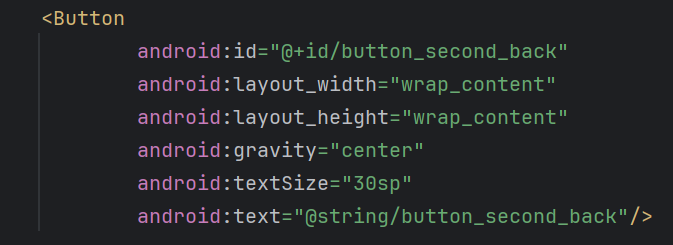 <Button
android:id="@+id/button_second_back"
android:layout_width="wrap_content"
android:layout_height="wrap_content"
android:gravity="center"
android:textSize="30sp"
android:text="@string/button_second_back"/>